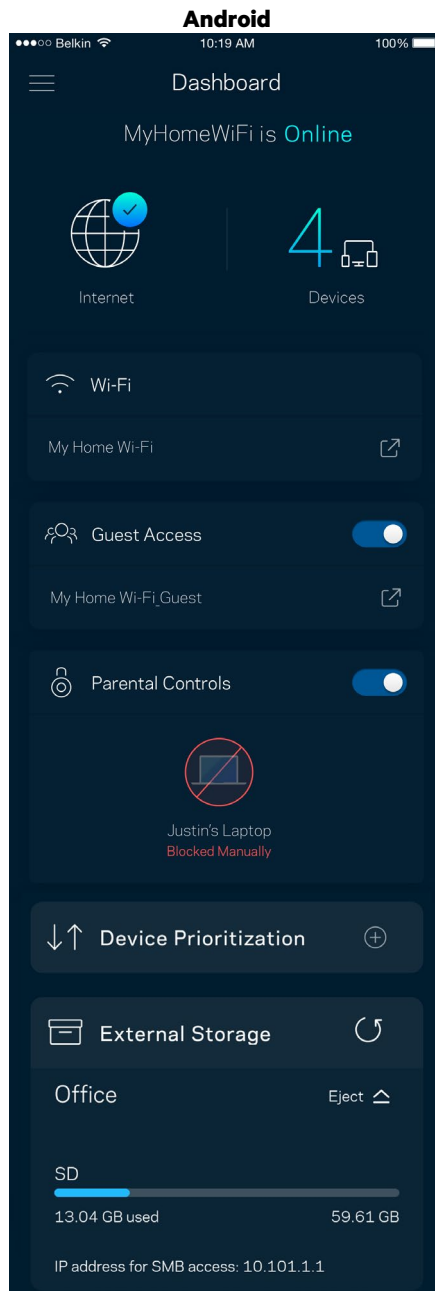 Android
Belkin 10:19 AM 100%
Dashboard
MyHomeWiFi is Online
4
Internet Devices
Wi-Fi
My Home Wi-Fi
Guest Access
My Home Wi-Fi_Guest
Parental Controls
Justin's Laptop
Blocked Manually
Device Prioritization
External Storage
Office Eject
SD
13.04 GB used 59.61 GB
IP address for SMB access: 10.101.1.1